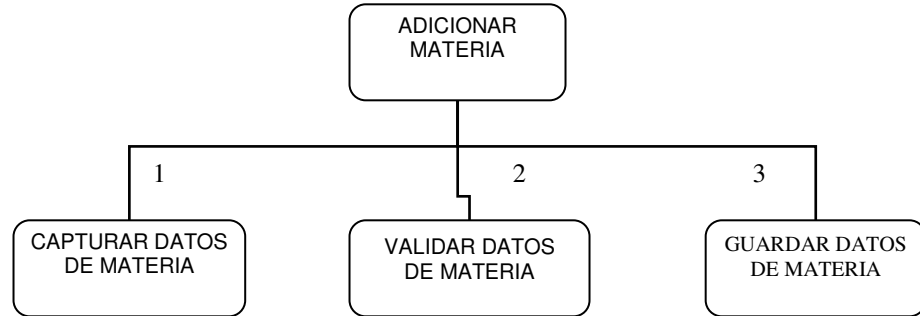 ADICIONAR
MATERIA
1
2
3
CAPTURAR DATOS
DE MATERIA
VALIDAR DATOS
DE MATERIA
GUARDAR DATOS
DE MATERIA